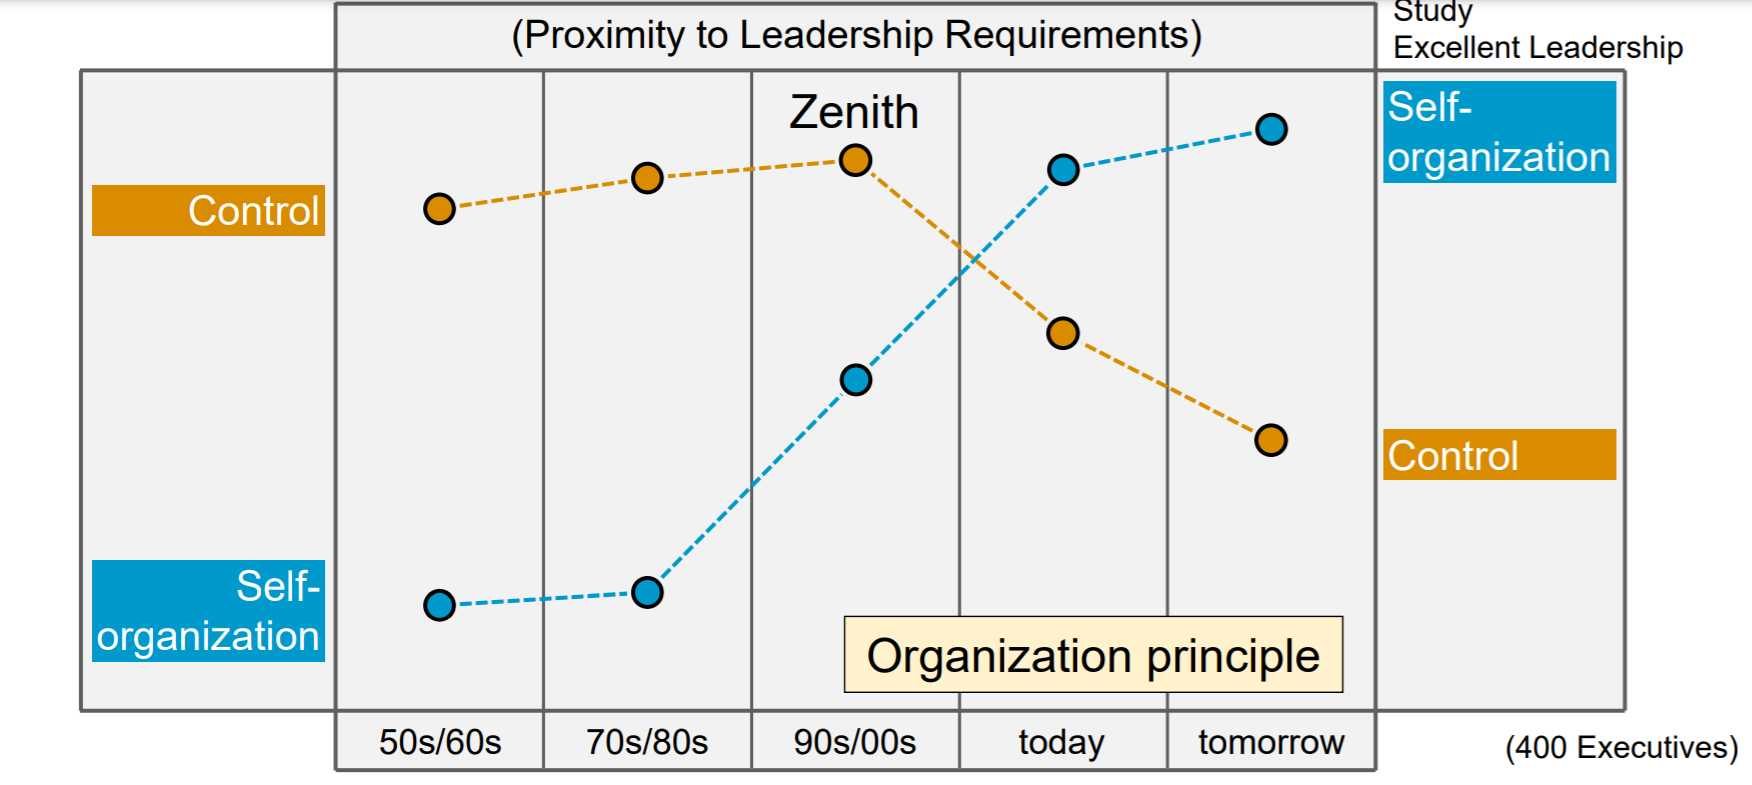 (Proximity to Leadership Requirements)
Study
Excellent Leadership
Zenith
Control
Self-
organization
Self-
organization
Control
Organization principle
50s/60s
70s/80s
90s/00s
today
tomorrow
(400 Executives)